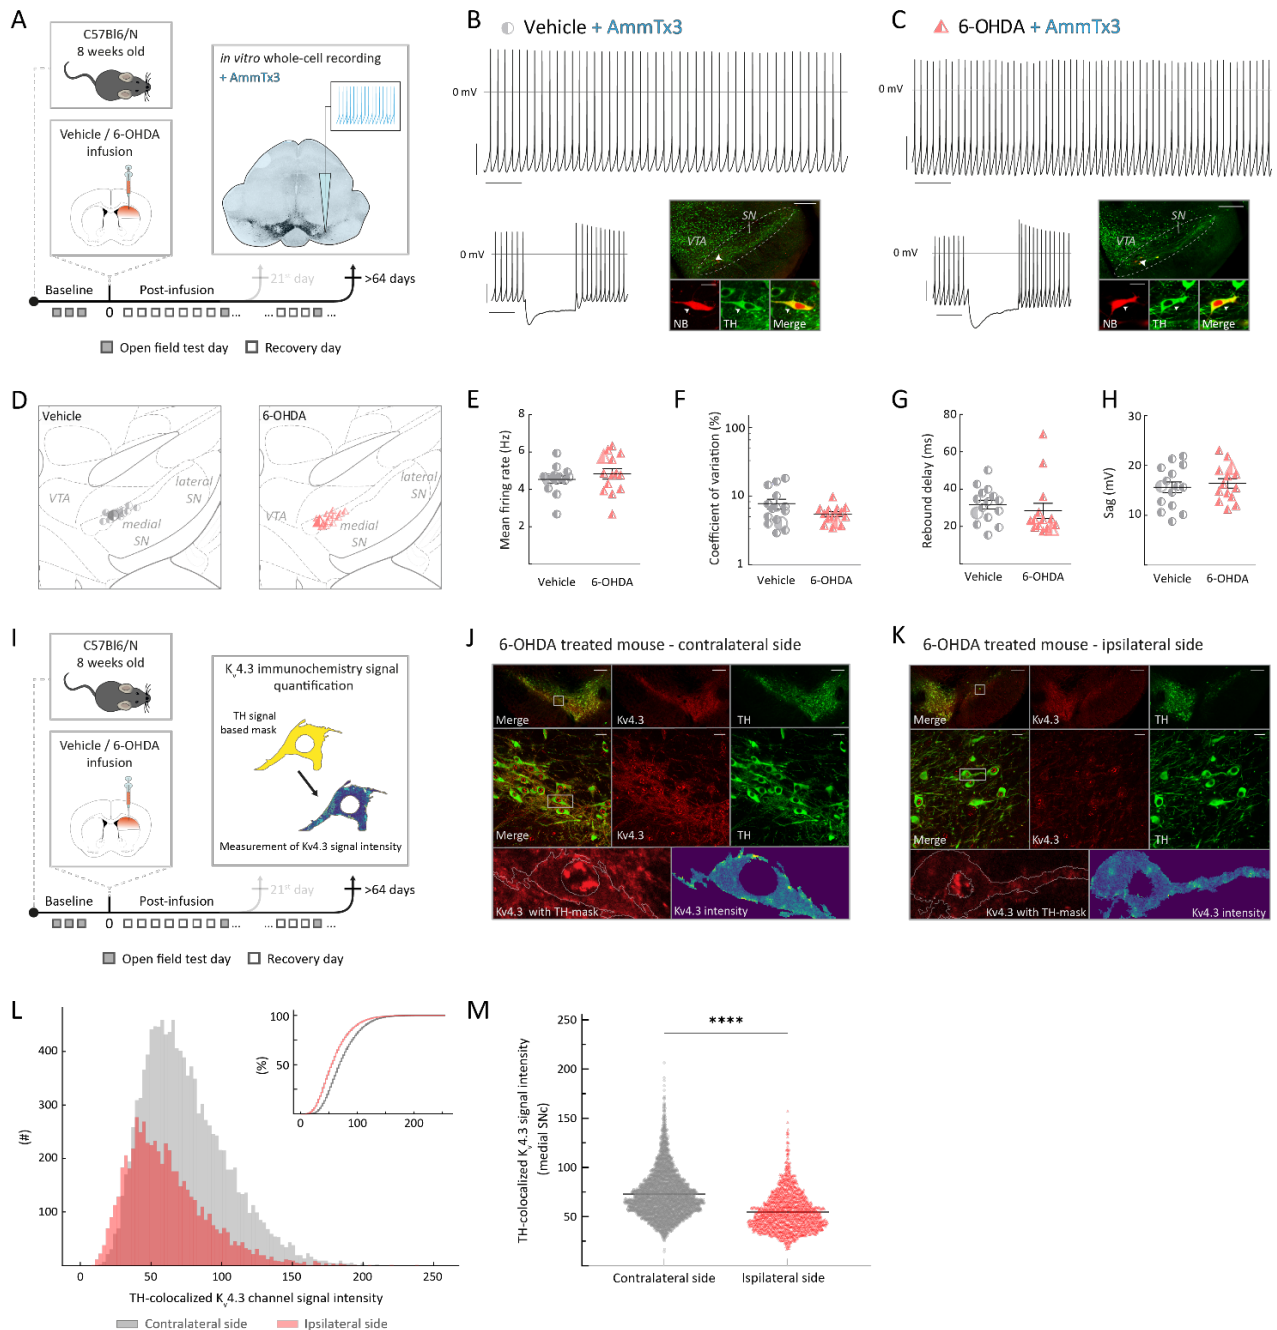 A
C57Bl6/N
8 weeks old
Vehicle / 6-OHDA
infusion
in vitro whole-cell recording
+ AmmTx3
21st day
>64 days
Baseline
Post-infusion
0
...
...
...
Open field test day
Recovery day
B
Vehicle + AmmTx3
0 mV
0 mV
SN
VTA
NB
TH
Merge
C
6-OHDA + AmmTx3
0 mV
0 mV
SN
VTA
NB
TH
Merge
D
Vehicle
VTA
lateral
SN
medial
SN
6-OHDA
VTA
lateral
SN
medial
SN
E
Mean firing rate (Hz)
8
6
4
2
Vehicle
6-OHDA
F
Coefficient of variation (%)
100
10
1
Vehicle
6-OHDA
G
Rebound delay (ms)
80
60
40
20
Vehicle
6-OHDA
H
Sag (mV)
30
20
10
0
Vehicle
6-OHDA
I
C57Bl6/N
8 weeks old
Vehicle / 6-OHDA
infusion
Kv4.3 immunochemistry signal
quantification
TH signal
based mask
Measurement of Kv4.3 signal intensity
21st day
>64 days
Baseline
Post-infusion
0
...
...
...
Open field test day
Recovery day
J
6-OHDA treated mouse - contralateral side
Merge
Kv4.3
TH
Merge
Kv4.3
TH
Kv4.3 with TH-mask
Kv4.3 intensity
K
6-OHDA treated mouse - ipsilateral side
Merge
Kv4.3
TH
Merge
Kv4.3
TH
Kv4.3 with TH-mask
Kv4.3 intensity
L
(#)
400
300
200
100
0
50
100
150
200
250
TH-colocalized Kv4.3 channel signal intensity
Contralateral side
Ipsilateral side
(%)
100
50
0
100
200
M
TH-colocalized Kv4.3 signal intensity
(medial SNc)
250
200
150
100
50
****
Contralateral side
Ispilateral side